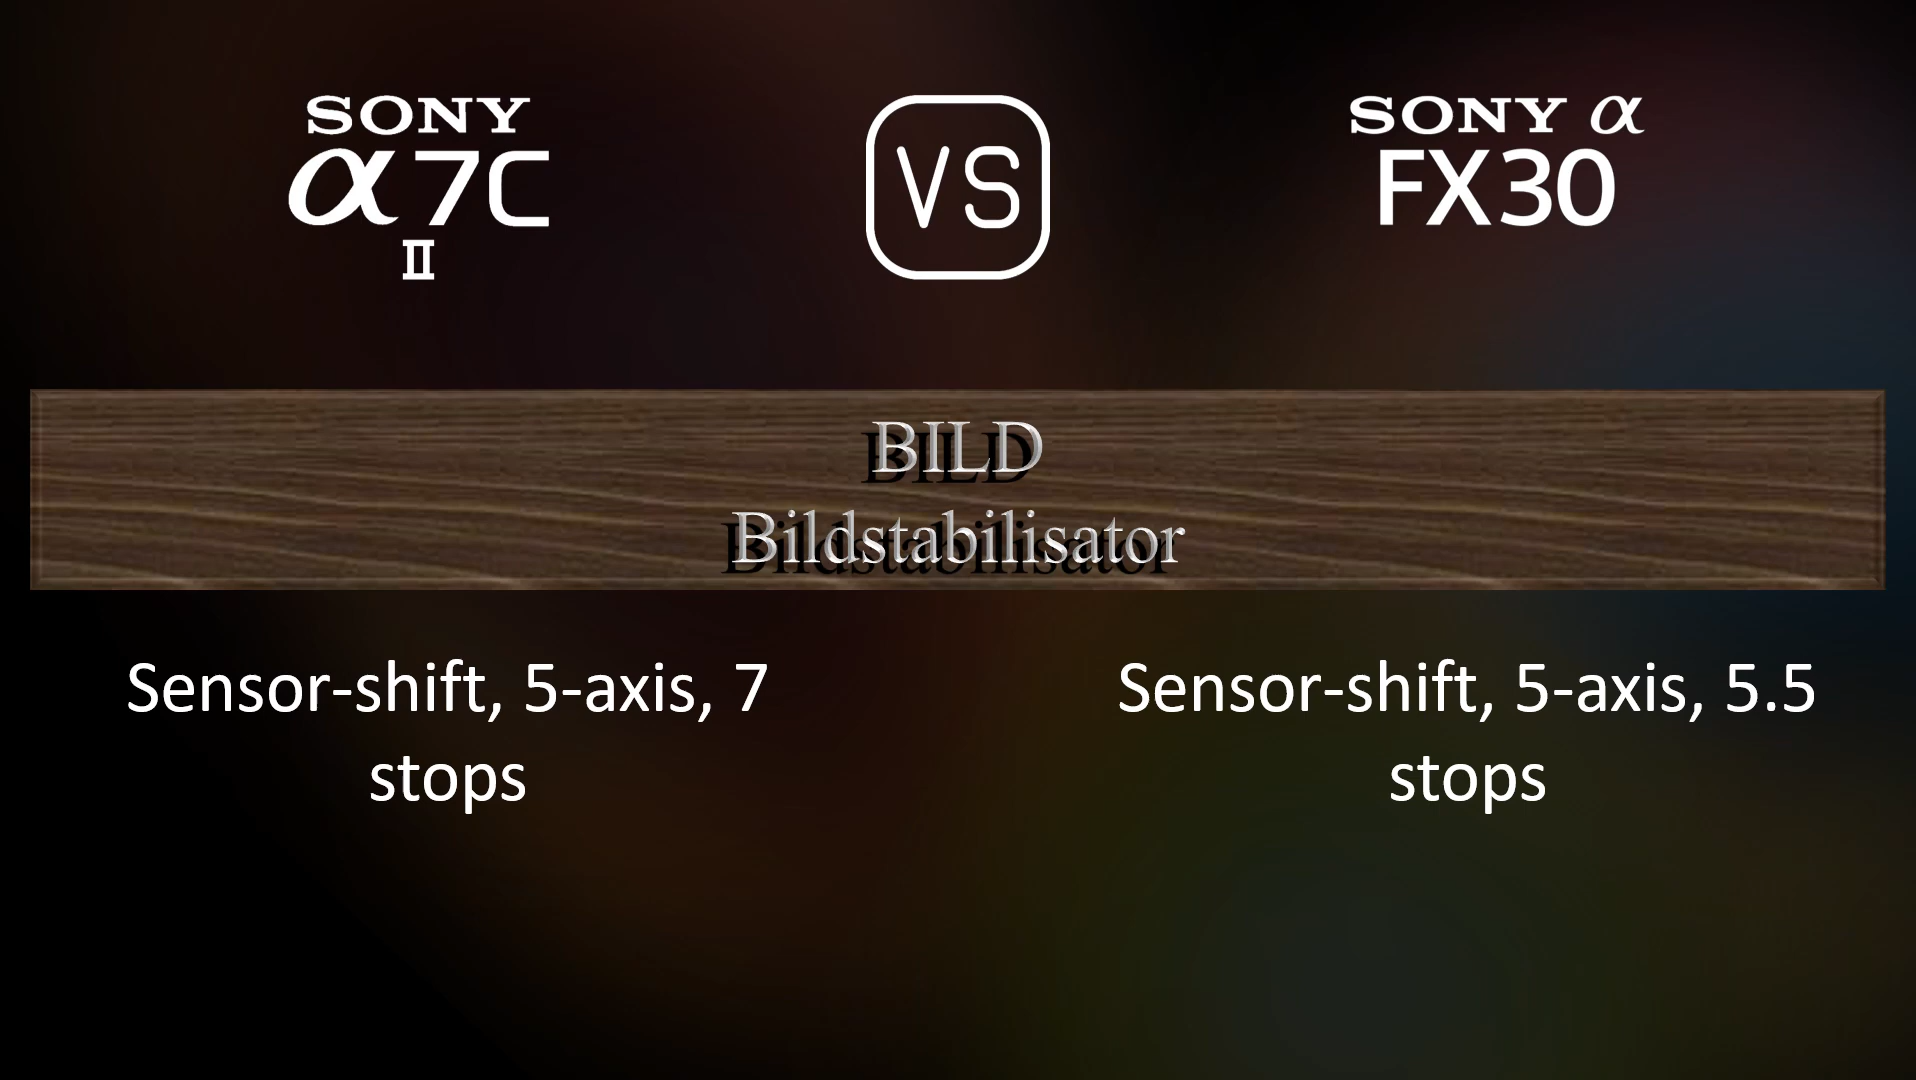 SONY
α7C
II
VS
SONY α
FX30
BILD
Bildstabilisator
Sensor-shift, 5-axis, 7
stops
Sensor-shift, 5-axis, 5.5
stops